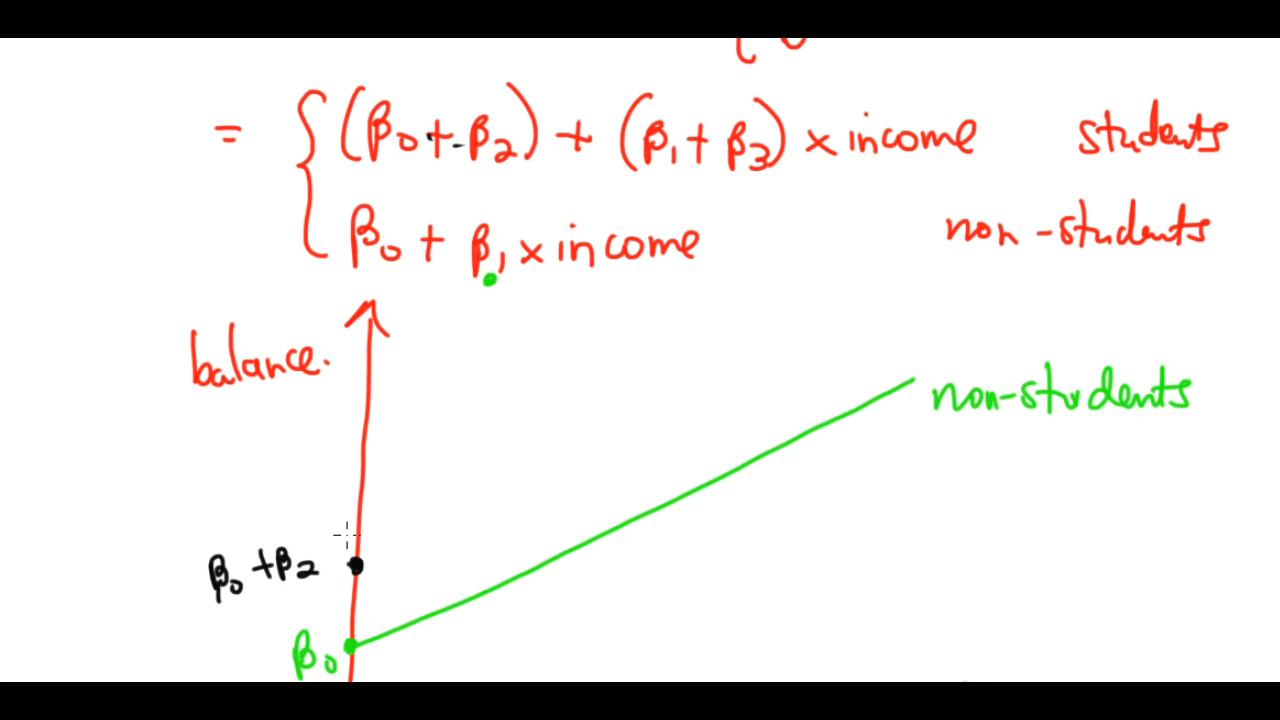 = { (β₀ + β₂) + (β₁ + β₃) × income students
β₀ + β₁ × income non-students
balance.
non-students
β₀ + β₂
β₀